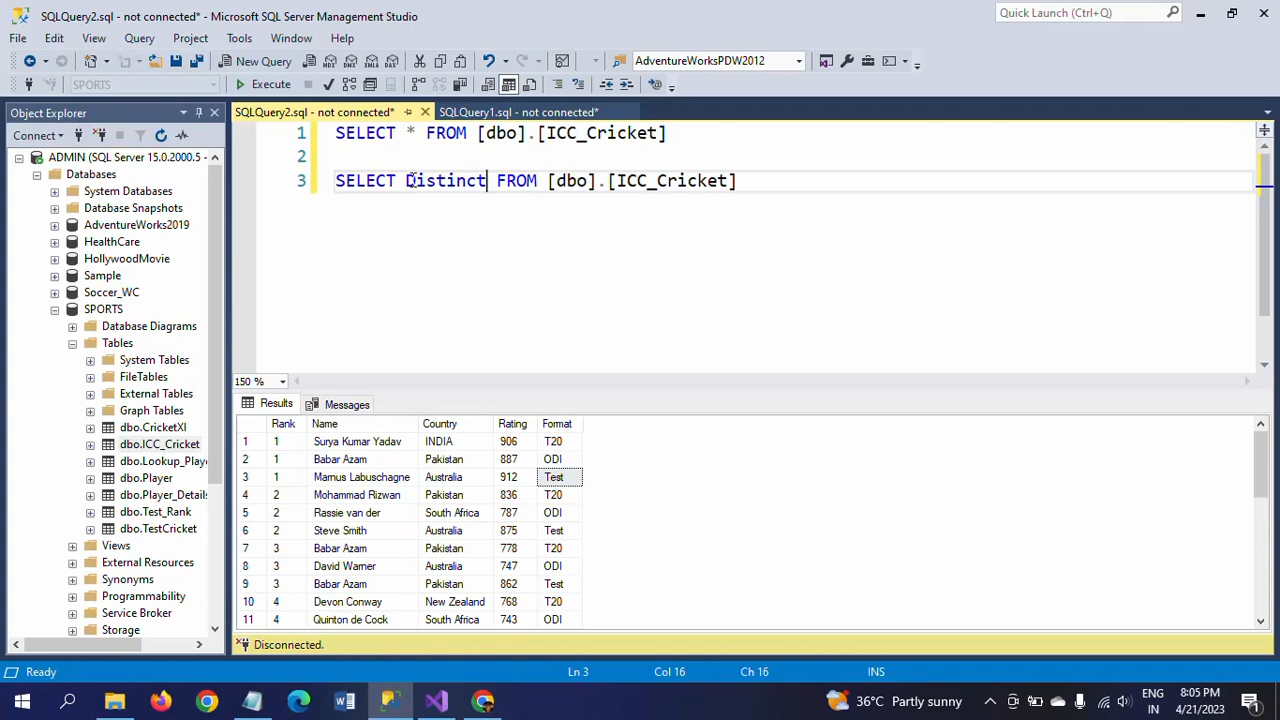 SQLQuery2.sql - not connected* - Microsoft SQL Server Management Studio
Quick Launch (Ctrl+Q)
File Edit View Query Project Tools Window Help
New Query
MDX DMX XMLA DAX
AdventureWorksPDW2012
SPORTS
Execute
Object Explorer
Connect
ADMIN (SQL Server 15.0.2000.5 -
Databases
System Databases
Database Snapshots
AdventureWorks2019
HealthCare
HollywoodMovie
Sample
Soccer_WC
SPORTS
Database Diagrams
Tables
System Tables
FileTables
External Tables
Graph Tables
dbo.CricketXI
dbo.ICC_Cricket
dbo.Lookup_Playe
dbo.Player
dbo.Player_Details
dbo.Test_Rank
dbo.TestCricket
Views
External Resources
Synonyms
Programmability
Service Broker
Storage
SQLQuery2.sql - not connected*
SQLQuery1.sql - not connected*
1 SELECT * FROM [dbo].[ICC_Cricket]
2
3 SELECT Distinct FROM [dbo].[ICC_Cricket]
150 %
Results Messages
Rank Name Country Rating Format
1 1 Surya Kumar Yadav INDIA 906 T20
2 1 Babar Azam Pakistan 887 ODI
3 1 Marnus Labuschagne Australia 912 Test
4 2 Mohammad Rizwan Pakistan 836 T20
5 2 Rassie van der South Africa 787 ODI
6 2 Steve Smith Australia 875 Test
7 3 Babar Azam Pakistan 778 T20
8 3 David Warner Australia 747 ODI
9 3 Babar Azam Pakistan 862 Test
10 4 Devon Conway New Zealand 768 T20
11 4 Quinton de Cock South Africa 743 ODI
Disconnected.
Ready Ln 3 Col 16 Ch 16 INS
36°C Partly sunny
ENG
IN
8:05 PM
4/21/2023
1